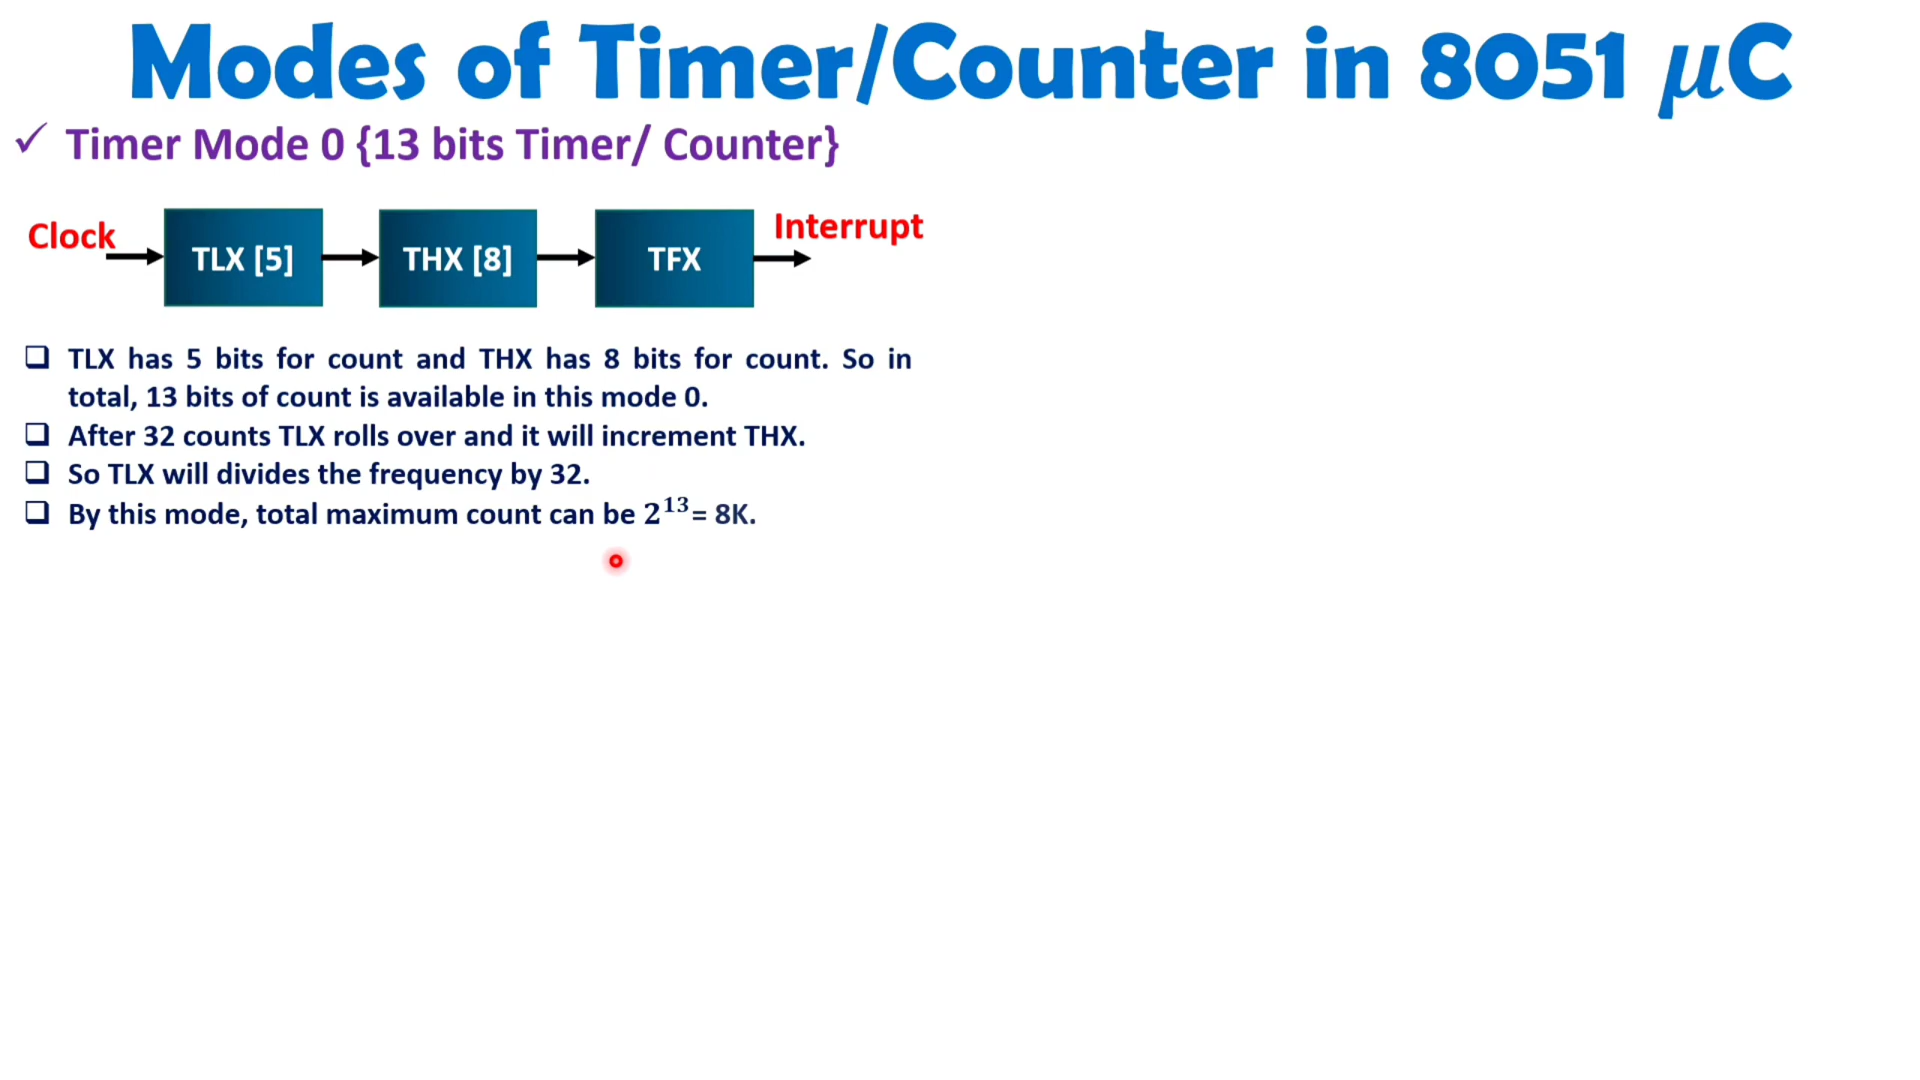 Modes of Timer/Counter in 8051 μC
✓ Timer Mode 0 {13 bits Timer/ Counter}
Clock
TLX [5]
THX [8]
TFX
Interrupt
❑ TLX has 5 bits for count and THX has 8 bits for count. So in
total, 13 bits of count is available in this mode 0.
❑ After 32 counts TLX rolls over and it will increment THX.
❑ So TLX will divides the frequency by 32.
❑ By this mode, total maximum count can be 2¹³= 8K.